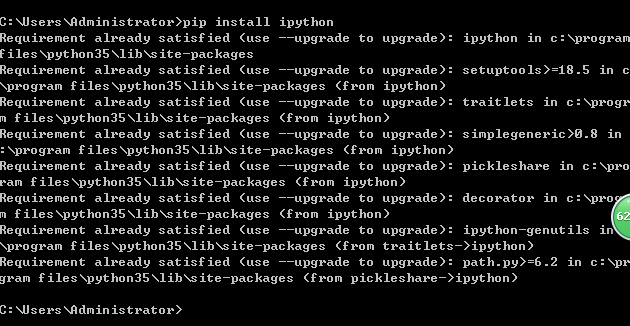 C:\Users\Administrator>pip install ipython
Requirement already satisfied (use --upgrade to upgrade): ipython in c:\program
files\python35\lib\site-packages
Requirement already satisfied (use --upgrade to upgrade): setuptools>=18.5 in c
\program files\python35\lib\site-packages (from ipython)
Requirement already satisfied (use --upgrade to upgrade): traitlets in c:\progr
m files\python35\lib\site-packages (from ipython)
Requirement already satisfied (use --upgrade to upgrade): simplegeneric>0.8 in
:\program files\python35\lib\site-packages (from ipython)
Requirement already satisfied (use --upgrade to upgrade): pickleshare in c:\pro
ram files\python35\lib\site-packages (from ipython)
Requirement already satisfied (use --upgrade to upgrade): decorator in c:\prog
m files\python35\lib\site-packages (from ipython)
Requirement already satisfied (use --upgrade to upgrade): ipython-genutils in
\program files\python35\lib\site-packages (from traitlets->ipython)
Requirement already satisfied (use --upgrade to upgrade): path.py>=6.2 in c:\pr
gram files\python35\lib\site-packages (from pickleshare->ipython)
C:\Users\Administrator>
62